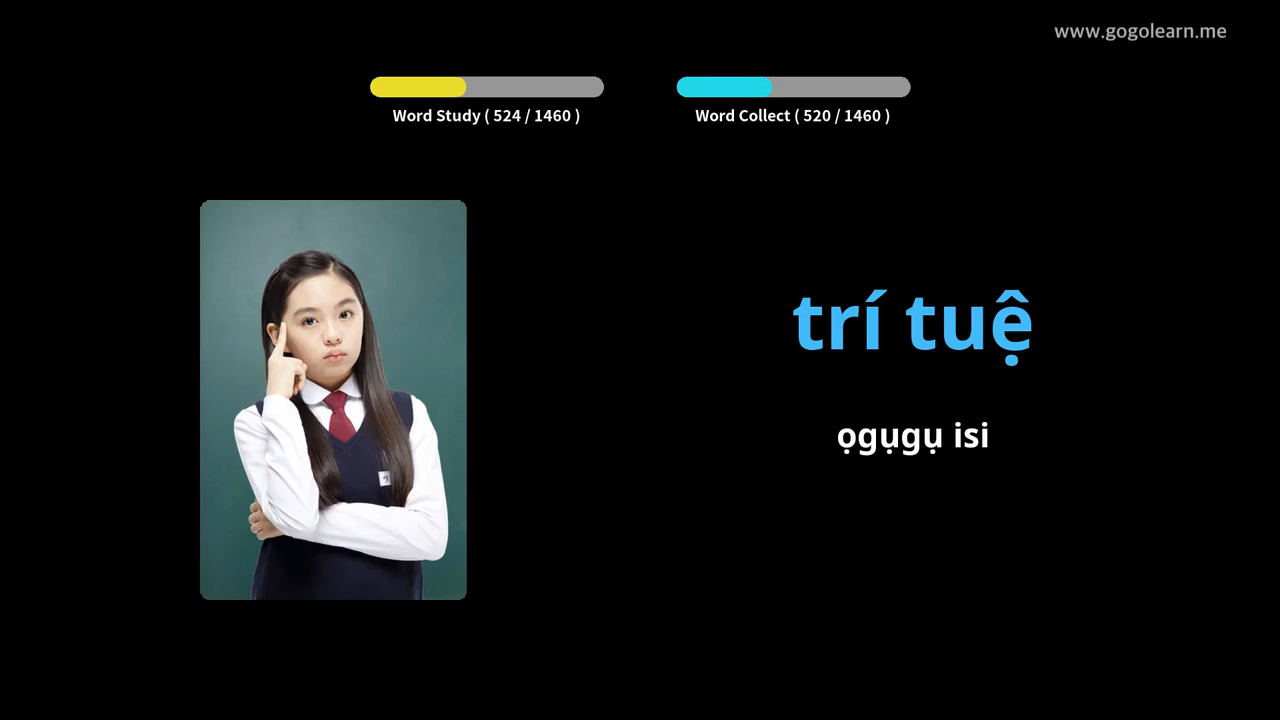 www.gogolearn.me
Word Study ( 524 / 1460 )
Word Collect ( 520 / 1460 )
trí tuệ
ọgụgụ isi